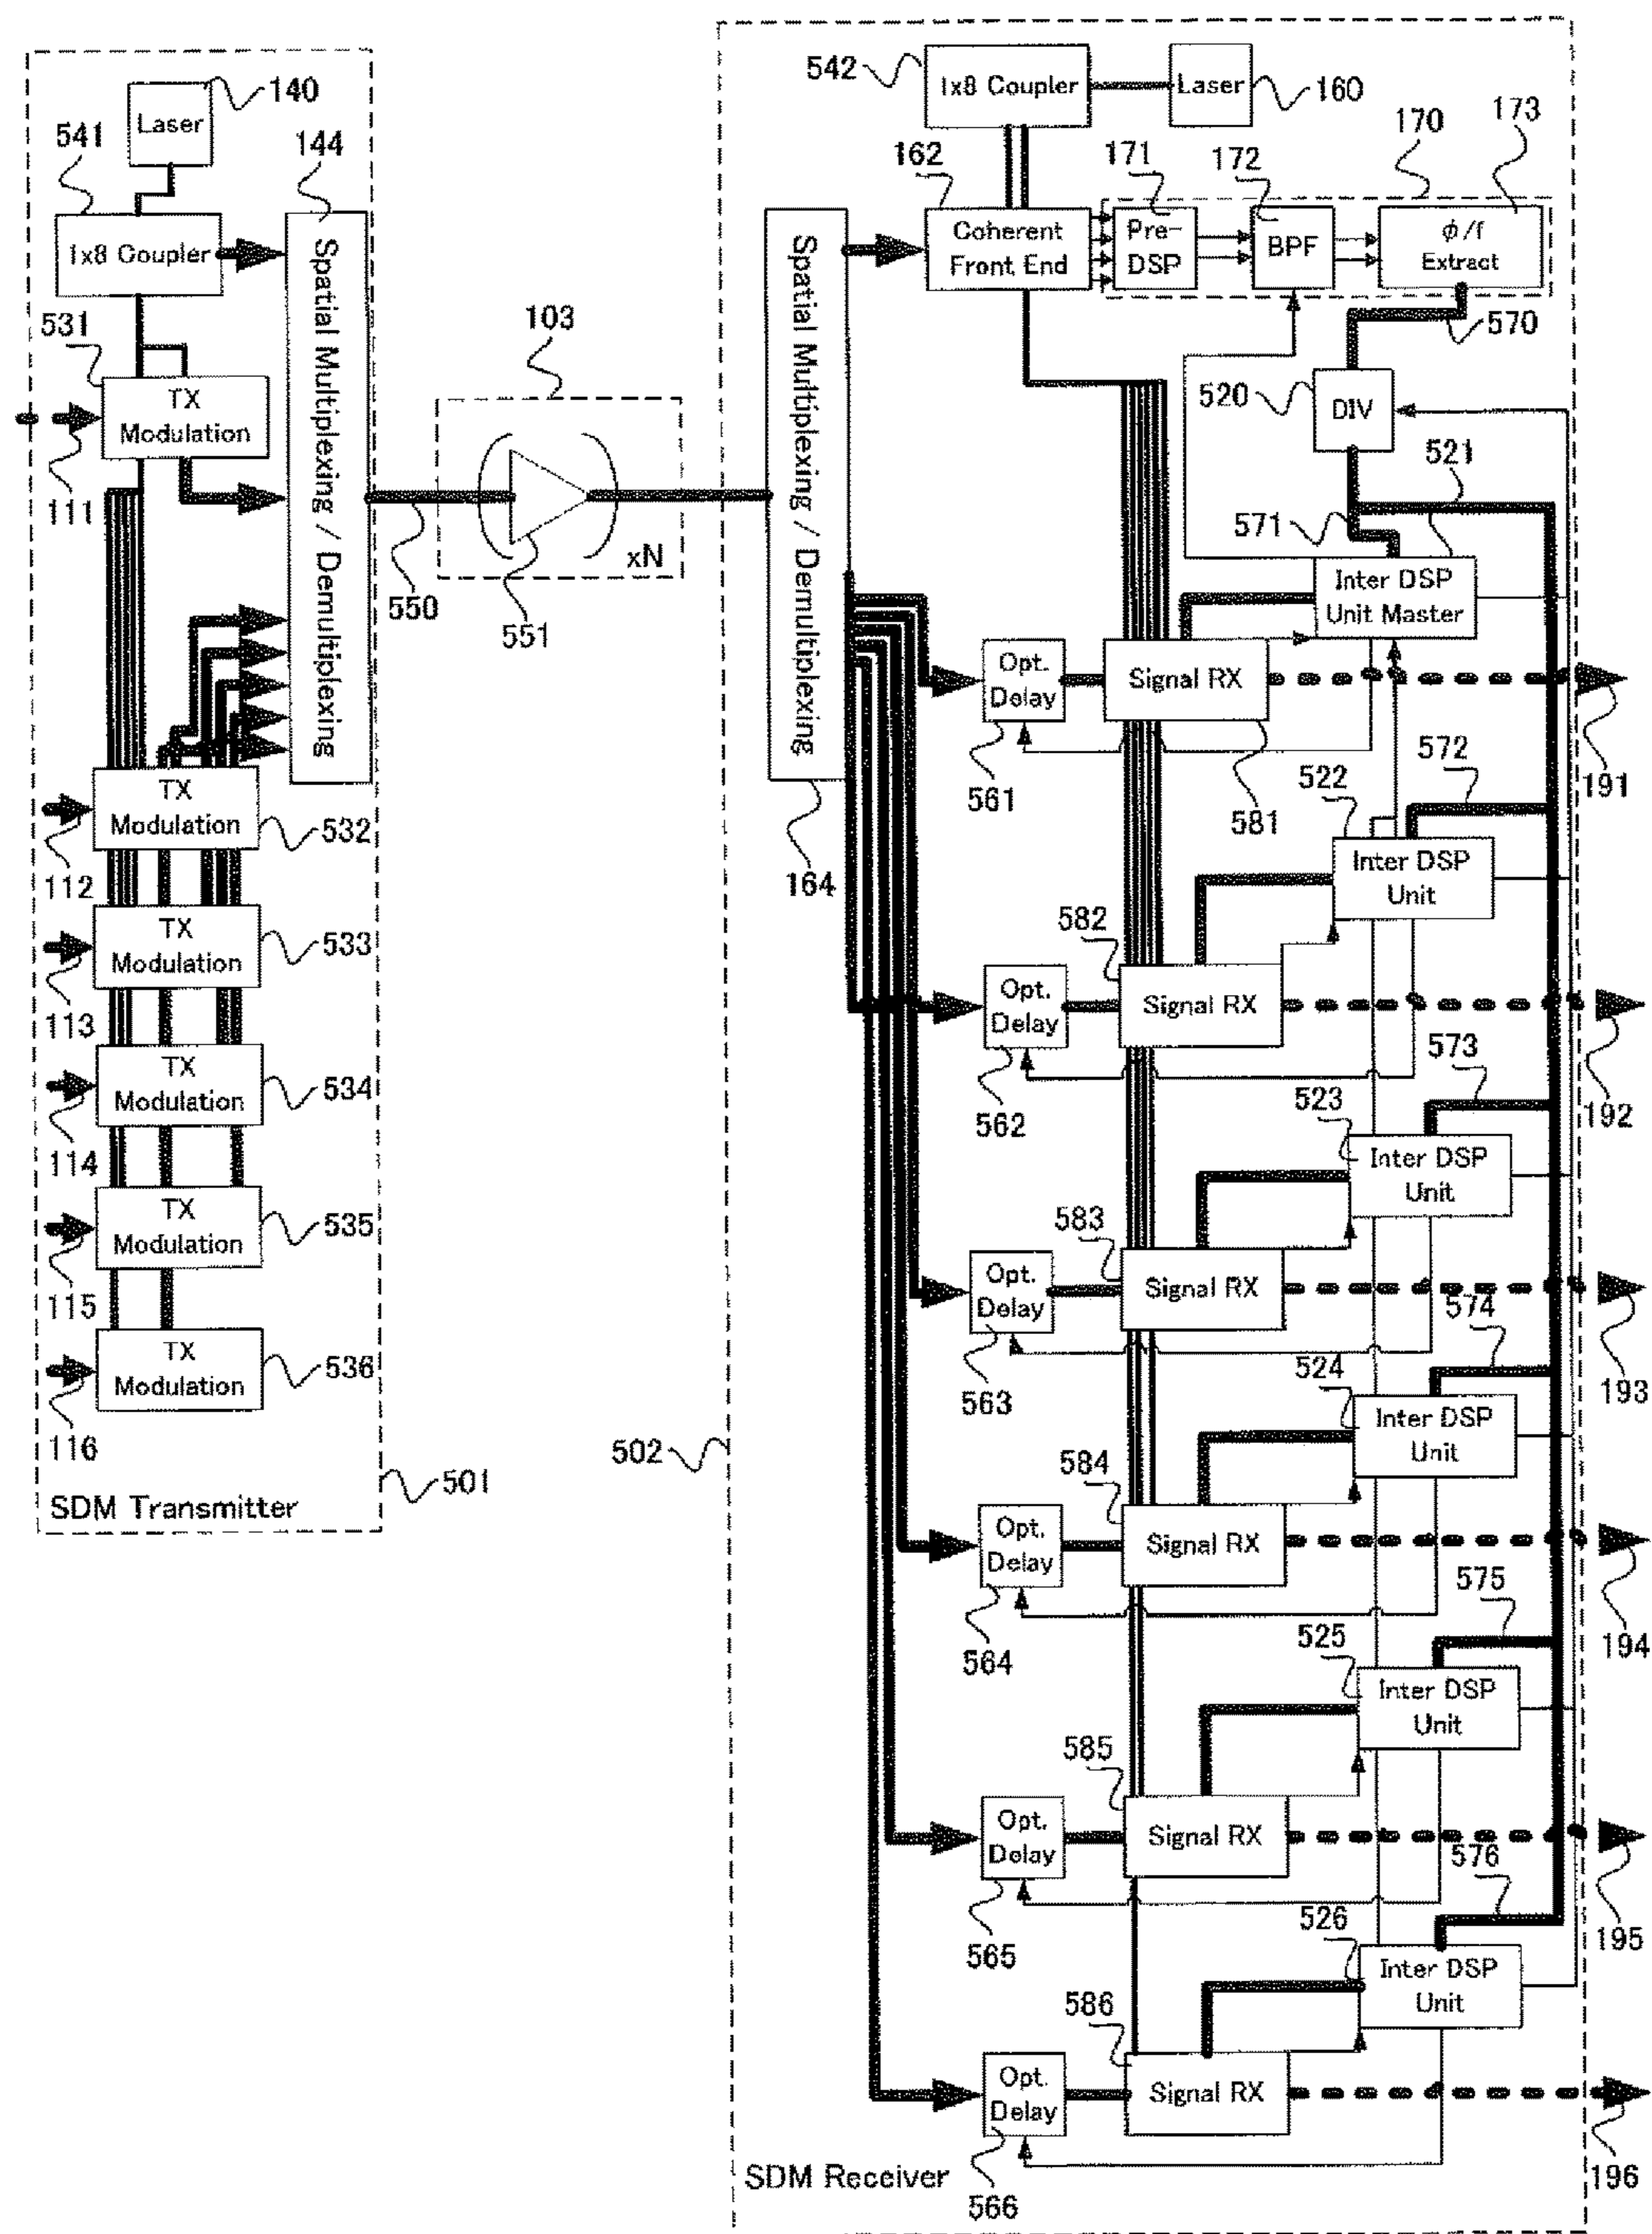 140
Laser
541
144
1x8 Coupler
531
TX
Modulation
111
Spatial Multiplexing / Demultiplexing
TX
Modulation
532
112
TX
Modulation
533
113
TX
Modulation
534
114
TX
Modulation
535
115
TX
Modulation
536
116
SDM Transmitter
501
103
550
551
xN
542
1x8 Coupler
Laser
160
162
171
172
170
173
Coherent
Front End
Pre-
DSP
BPF
ϕ/f
Extract
570
520
DIV
521
571
Inter DSP
Unit Master
Spatial Multiplexing / Demultiplexing
164
Opt.
Delay
561
Signal RX
581
191
522
572
Inter DSP
Unit
582
Opt.
Delay
562
Signal RX
192
523
573
Inter DSP
Unit
583
Opt.
Delay
563
Signal RX
193
524
574
Inter DSP
Unit
502
584
Opt.
Delay
564
Signal RX
194
525
575
Inter DSP
Unit
585
Opt.
Delay
565
Signal RX
195
526
576
Inter DSP
Unit
586
Opt.
Delay
566
Signal RX
196
SDM Receiver